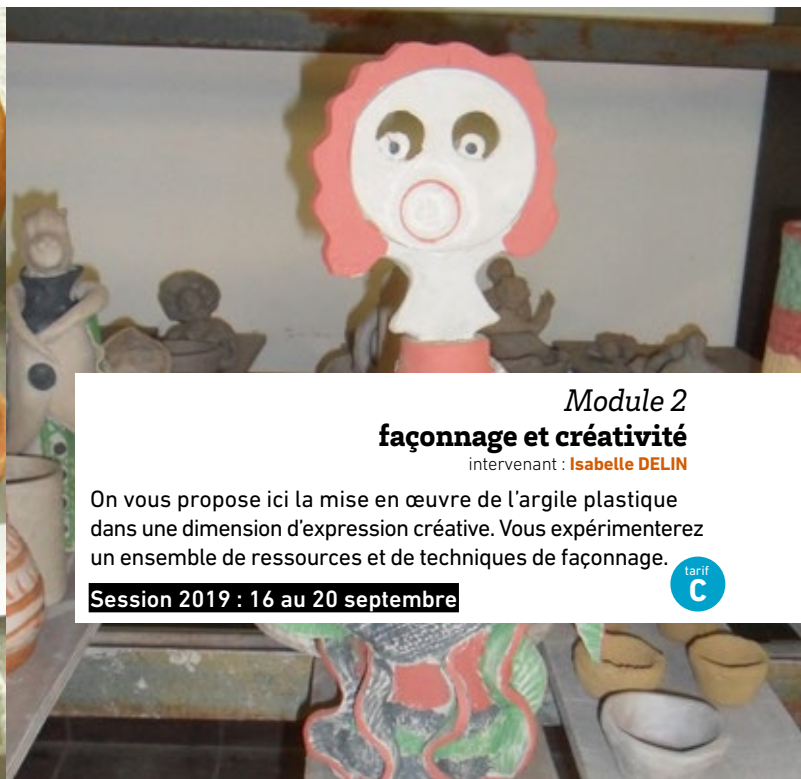 Module 2
façonnage et créativité
intervenant : Isabelle DELIN
On vous propose ici la mise en œuvre de l'argile plastique
dans une dimension d'expression créative. Vous expérimenterez
un ensemble de ressources et de techniques de façonnage.
tarif
C
Session 2019 : 16 au 20 septembre